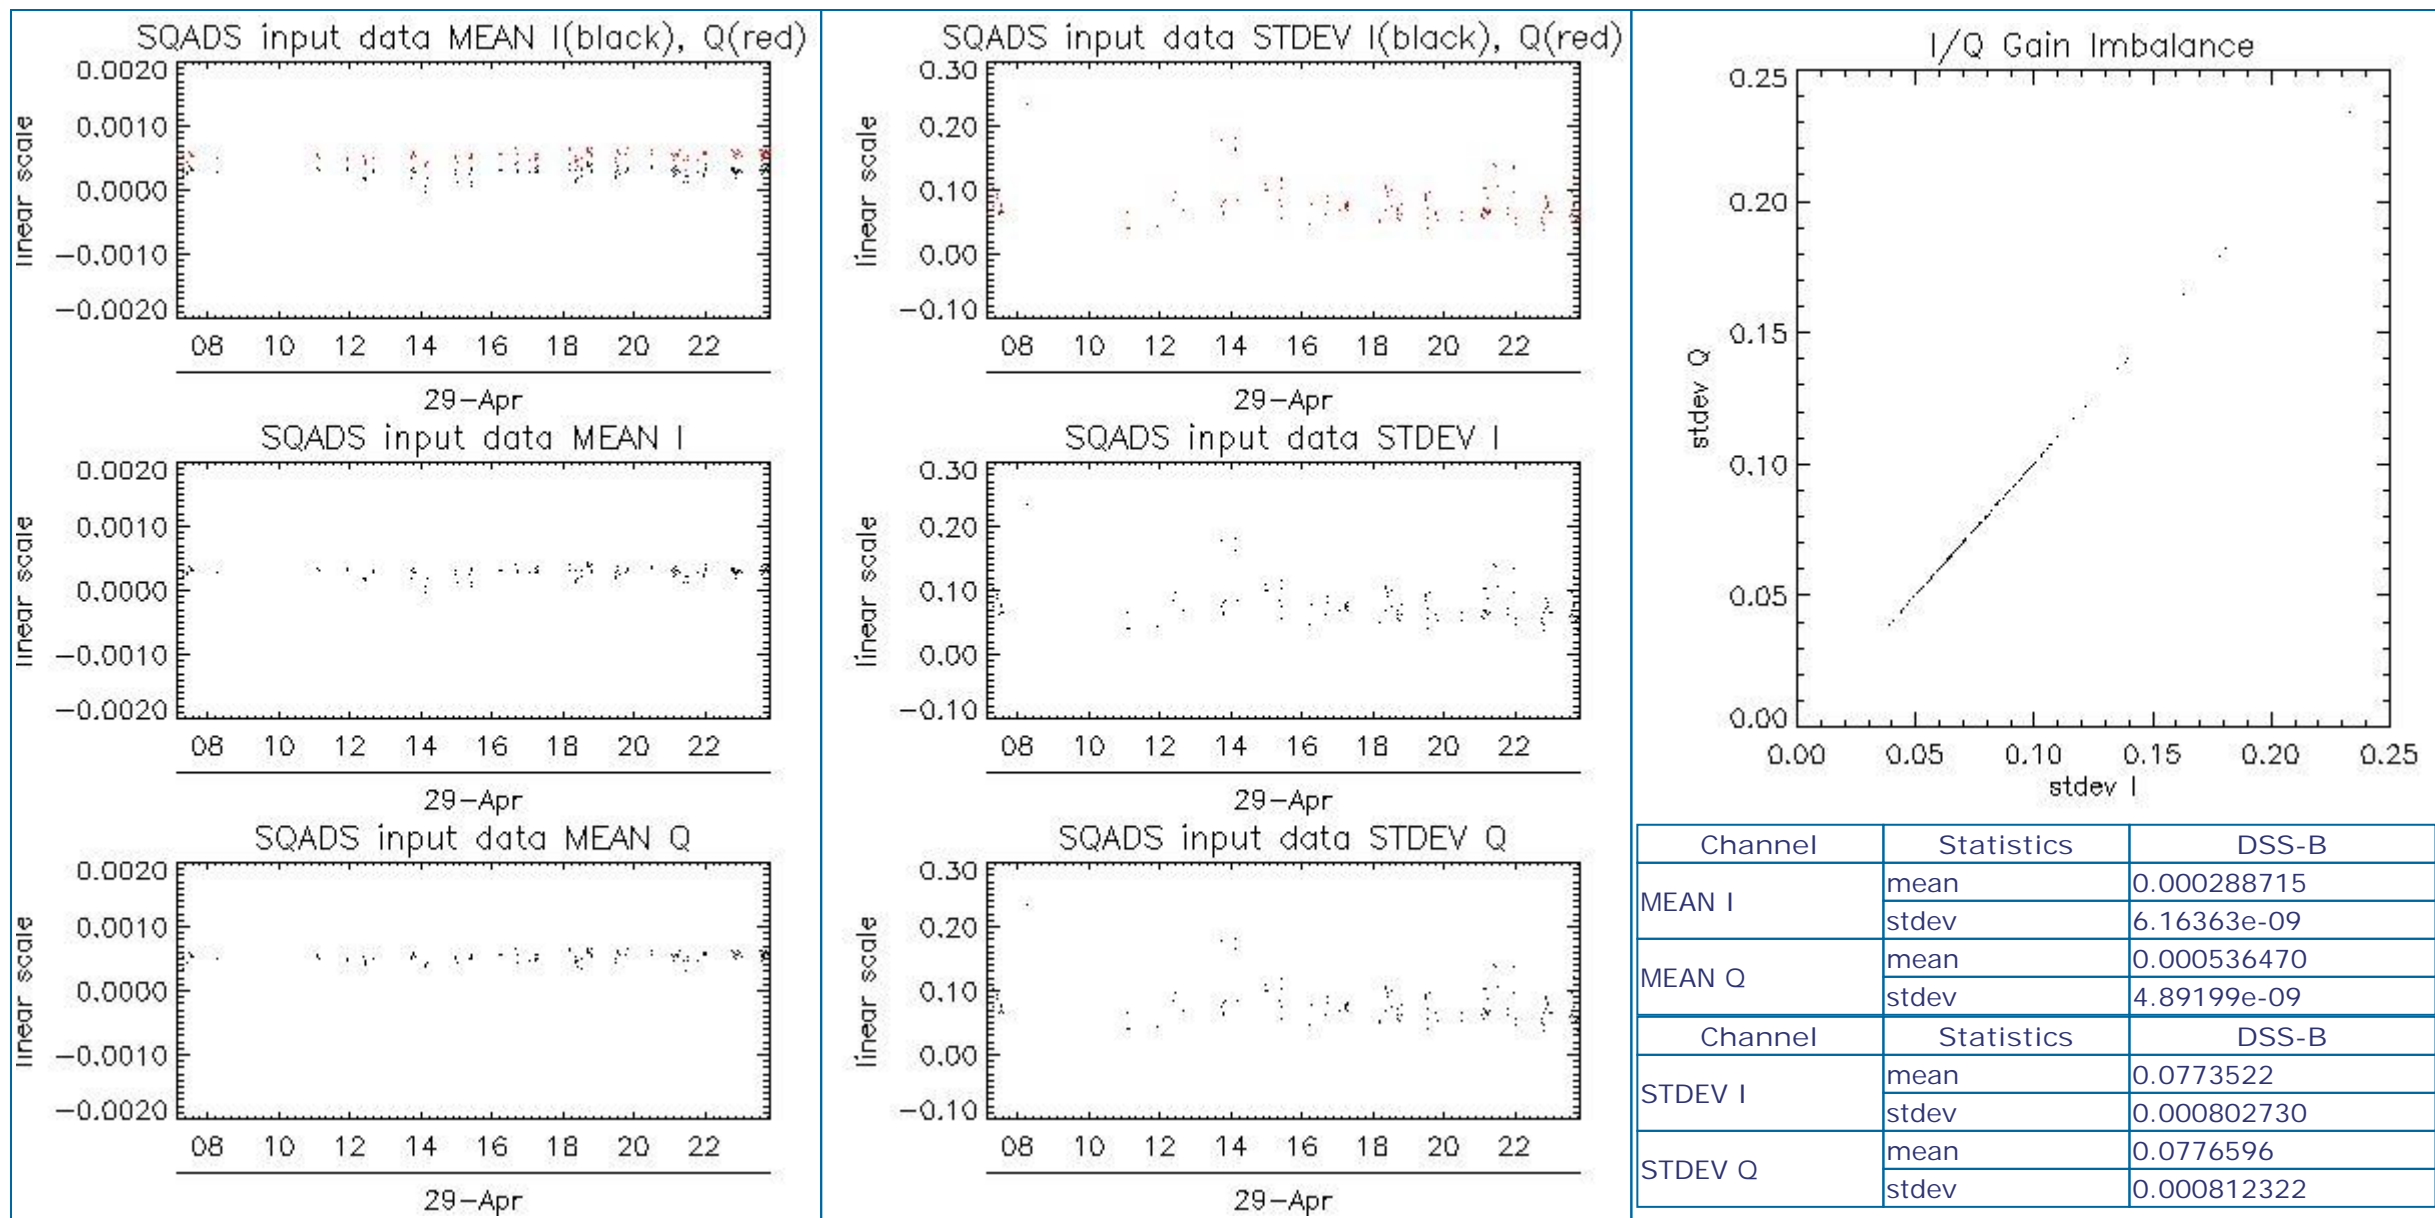 SQADS input data MEAN I(black), Q(red)
linear scale
0.0020
0.0010
0.0000
−0.0010
−0.0020
08 10 12 14 16 18 20 22
29−Apr
SQADS input data MEAN I
linear scale
0.0020
0.0010
0.0000
−0.0010
−0.0020
08 10 12 14 16 18 20 22
29−Apr
SQADS input data MEAN Q
linear scale
0.0020
0.0010
0.0000
−0.0010
−0.0020
08 10 12 14 16 18 20 22
29−Apr
SQADS input data STDEV I(black), Q(red)
linear scale
0.30
0.20
0.10
0.00
−0.10
08 10 12 14 16 18 20 22
29−Apr
SQADS input data STDEV I
linear scale
0.30
0.20
0.10
0.00
−0.10
08 10 12 14 16 18 20 22
29−Apr
SQADS input data STDEV Q
linear scale
0.30
0.20
0.10
0.00
−0.10
08 10 12 14 16 18 20 22
29−Apr
I/Q Gain Imbalance
stdev Q
0.25
0.20
0.15
0.10
0.05
0.00
0.00 0.05 0.10 0.15 0.20 0.25
stdev I
Channel Statistics DSS-B
MEAN I mean 0.000288715
stdev 6.16363e-09
MEAN Q mean 0.000536470
stdev 4.89199e-09
Channel Statistics DSS-B
STDEV I mean 0.0773522
stdev 0.000802730
STDEV Q mean 0.0776596
stdev 0.000812322